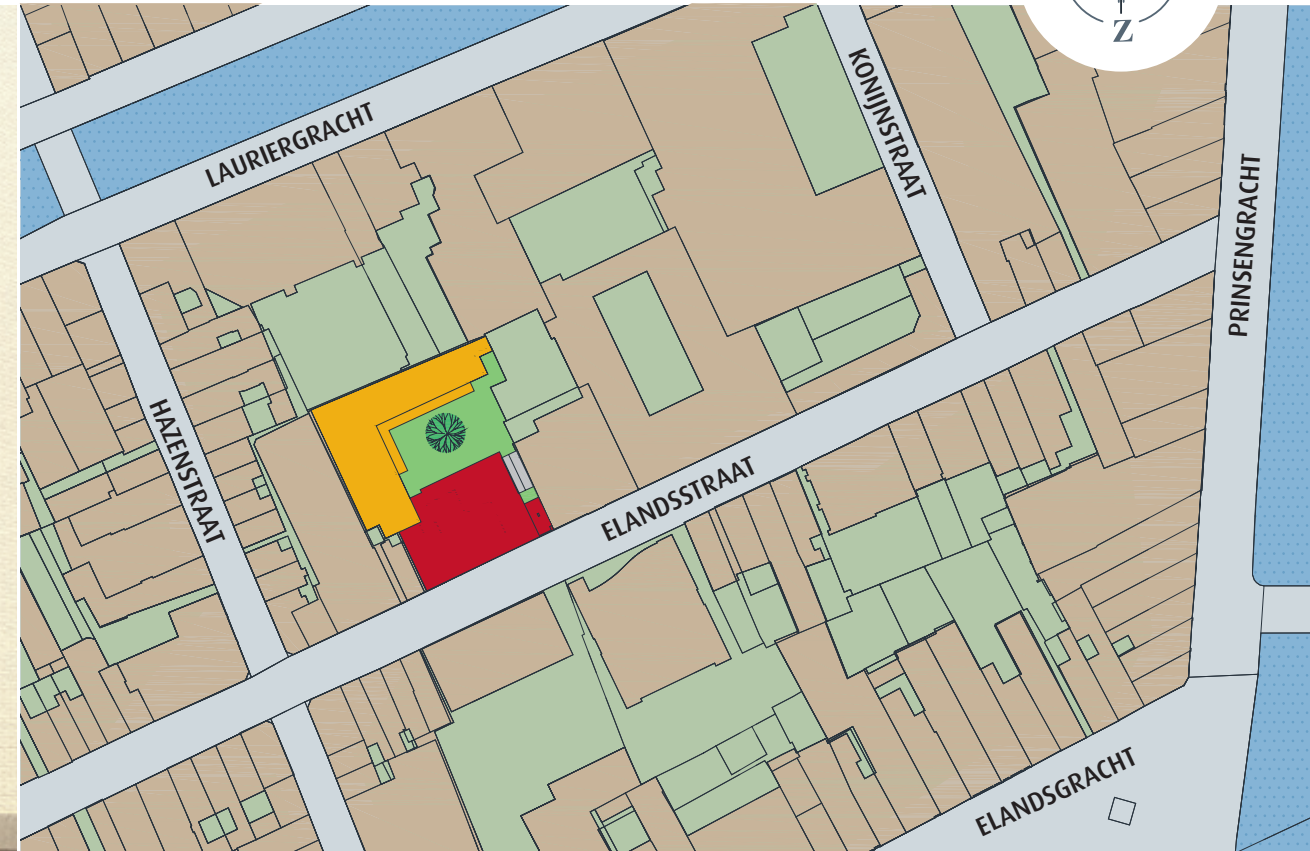 Z
LAURIERGRACHT
KONIJNSTRAAT
PRINSENGRACHT
HAZENSTRAAT
ELANDSSTRAAT
ELANDSGRACHT